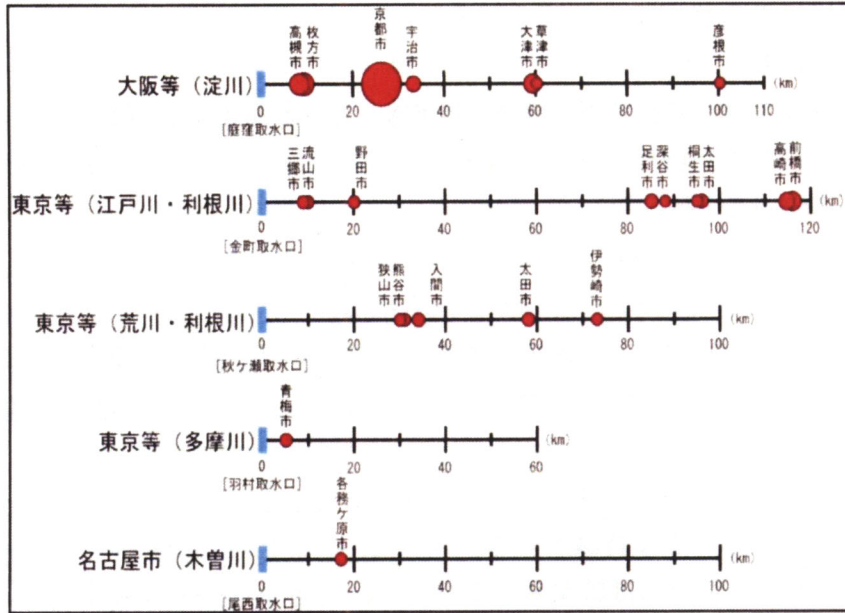 高槻市 枚方市 京都市 宇治市 大津市 草津市 彦根市
大阪等（淀川）
0 20 40 60 80 100 110 (km)
[庭窪取水口]
三郷市 流山市 野田市 足利市 深谷市 桐生市 太田市 高崎市 前橋市
東京等（江戸川・利根川）
0 20 40 60 80 100 120 (km)
[金町取水口]
狭山市 熊谷市 入間市 太田市 伊勢崎市
東京等（荒川・利根川）
0 20 40 60 80 100 (km)
[秋ケ瀬取水口]
青梅市
東京等（多摩川）
0 20 40 60 (km)
[羽村取水口]
各務ケ原市
名古屋市（木曽川）
0 20 40 60 80 100 (km)
[尾西取水口]